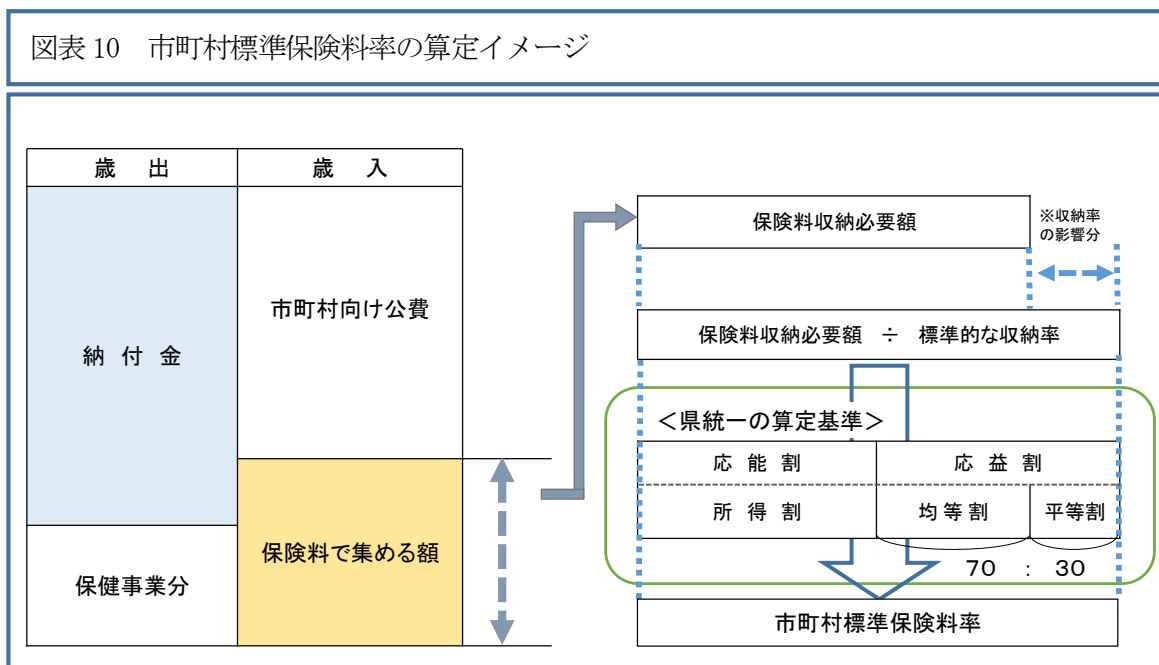 図表 10　市町村標準保険料率の算定イメージ
歳　出
歳　入
納 付 金
保健事業分
市町村向け公費
保険料で集める額
保険料収納必要額
※収納率
の影響分
保険料収納必要額　÷　標準的な収納率
＜県統一の算定基準＞
応 能 割
応 益 割
所 得 割
均等割
平等割
70　:　30
市町村標準保険料率